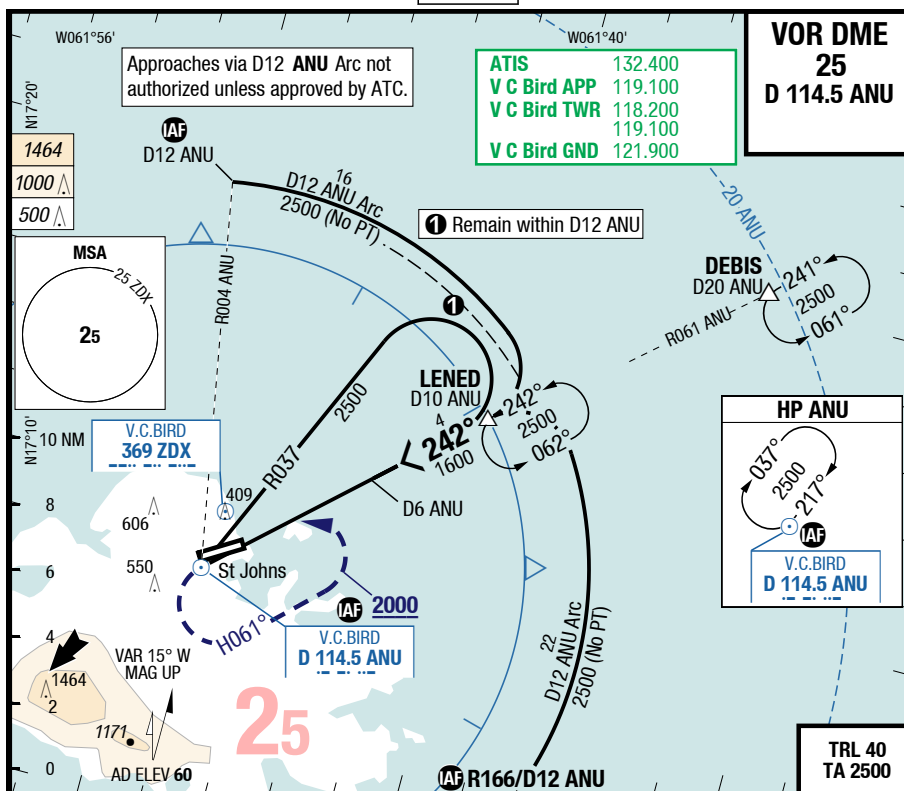 W061°56'
W061°40'
VOR DME
25
D 114.5 ANU
Approaches via D12 ANU Arc not
authorized unless approved by ATC.
ATIS 132.400
V C Bird APP 119.100
V C Bird TWR 118.200
119.100
V C Bird GND 121.900
N17°20'
IAF
D12 ANU
1464
1000
500
16
D12 ANU Arc
2500 (No PT)
1 Remain within D12 ANU
20 ANU
MSA
25 ZDX
25
R004 ANU
DEBIS
D20 ANU
241°
2500
061°
R061 ANU
1
2500
LENED
D10 ANU
4
242°
1600
242°
2500
062°
HP ANU
037°
2500
217°
IAF
V.C.BIRD
D 114.5 ANU
N17°10'
10 NM
V.C.BIRD
369 ZDX
R037
D6 ANU
8
409
606
6
550
St Johns
IAF
2000
H061°
V.C.BIRD
D 114.5 ANU
22
D12 ANU Arc
2500 (No PT)
4
VAR 15° W
MAG UP
1464
2
2
1171
25
0
AD ELEV 60
IAF R166/D12 ANU
TRL 40
TA 2500